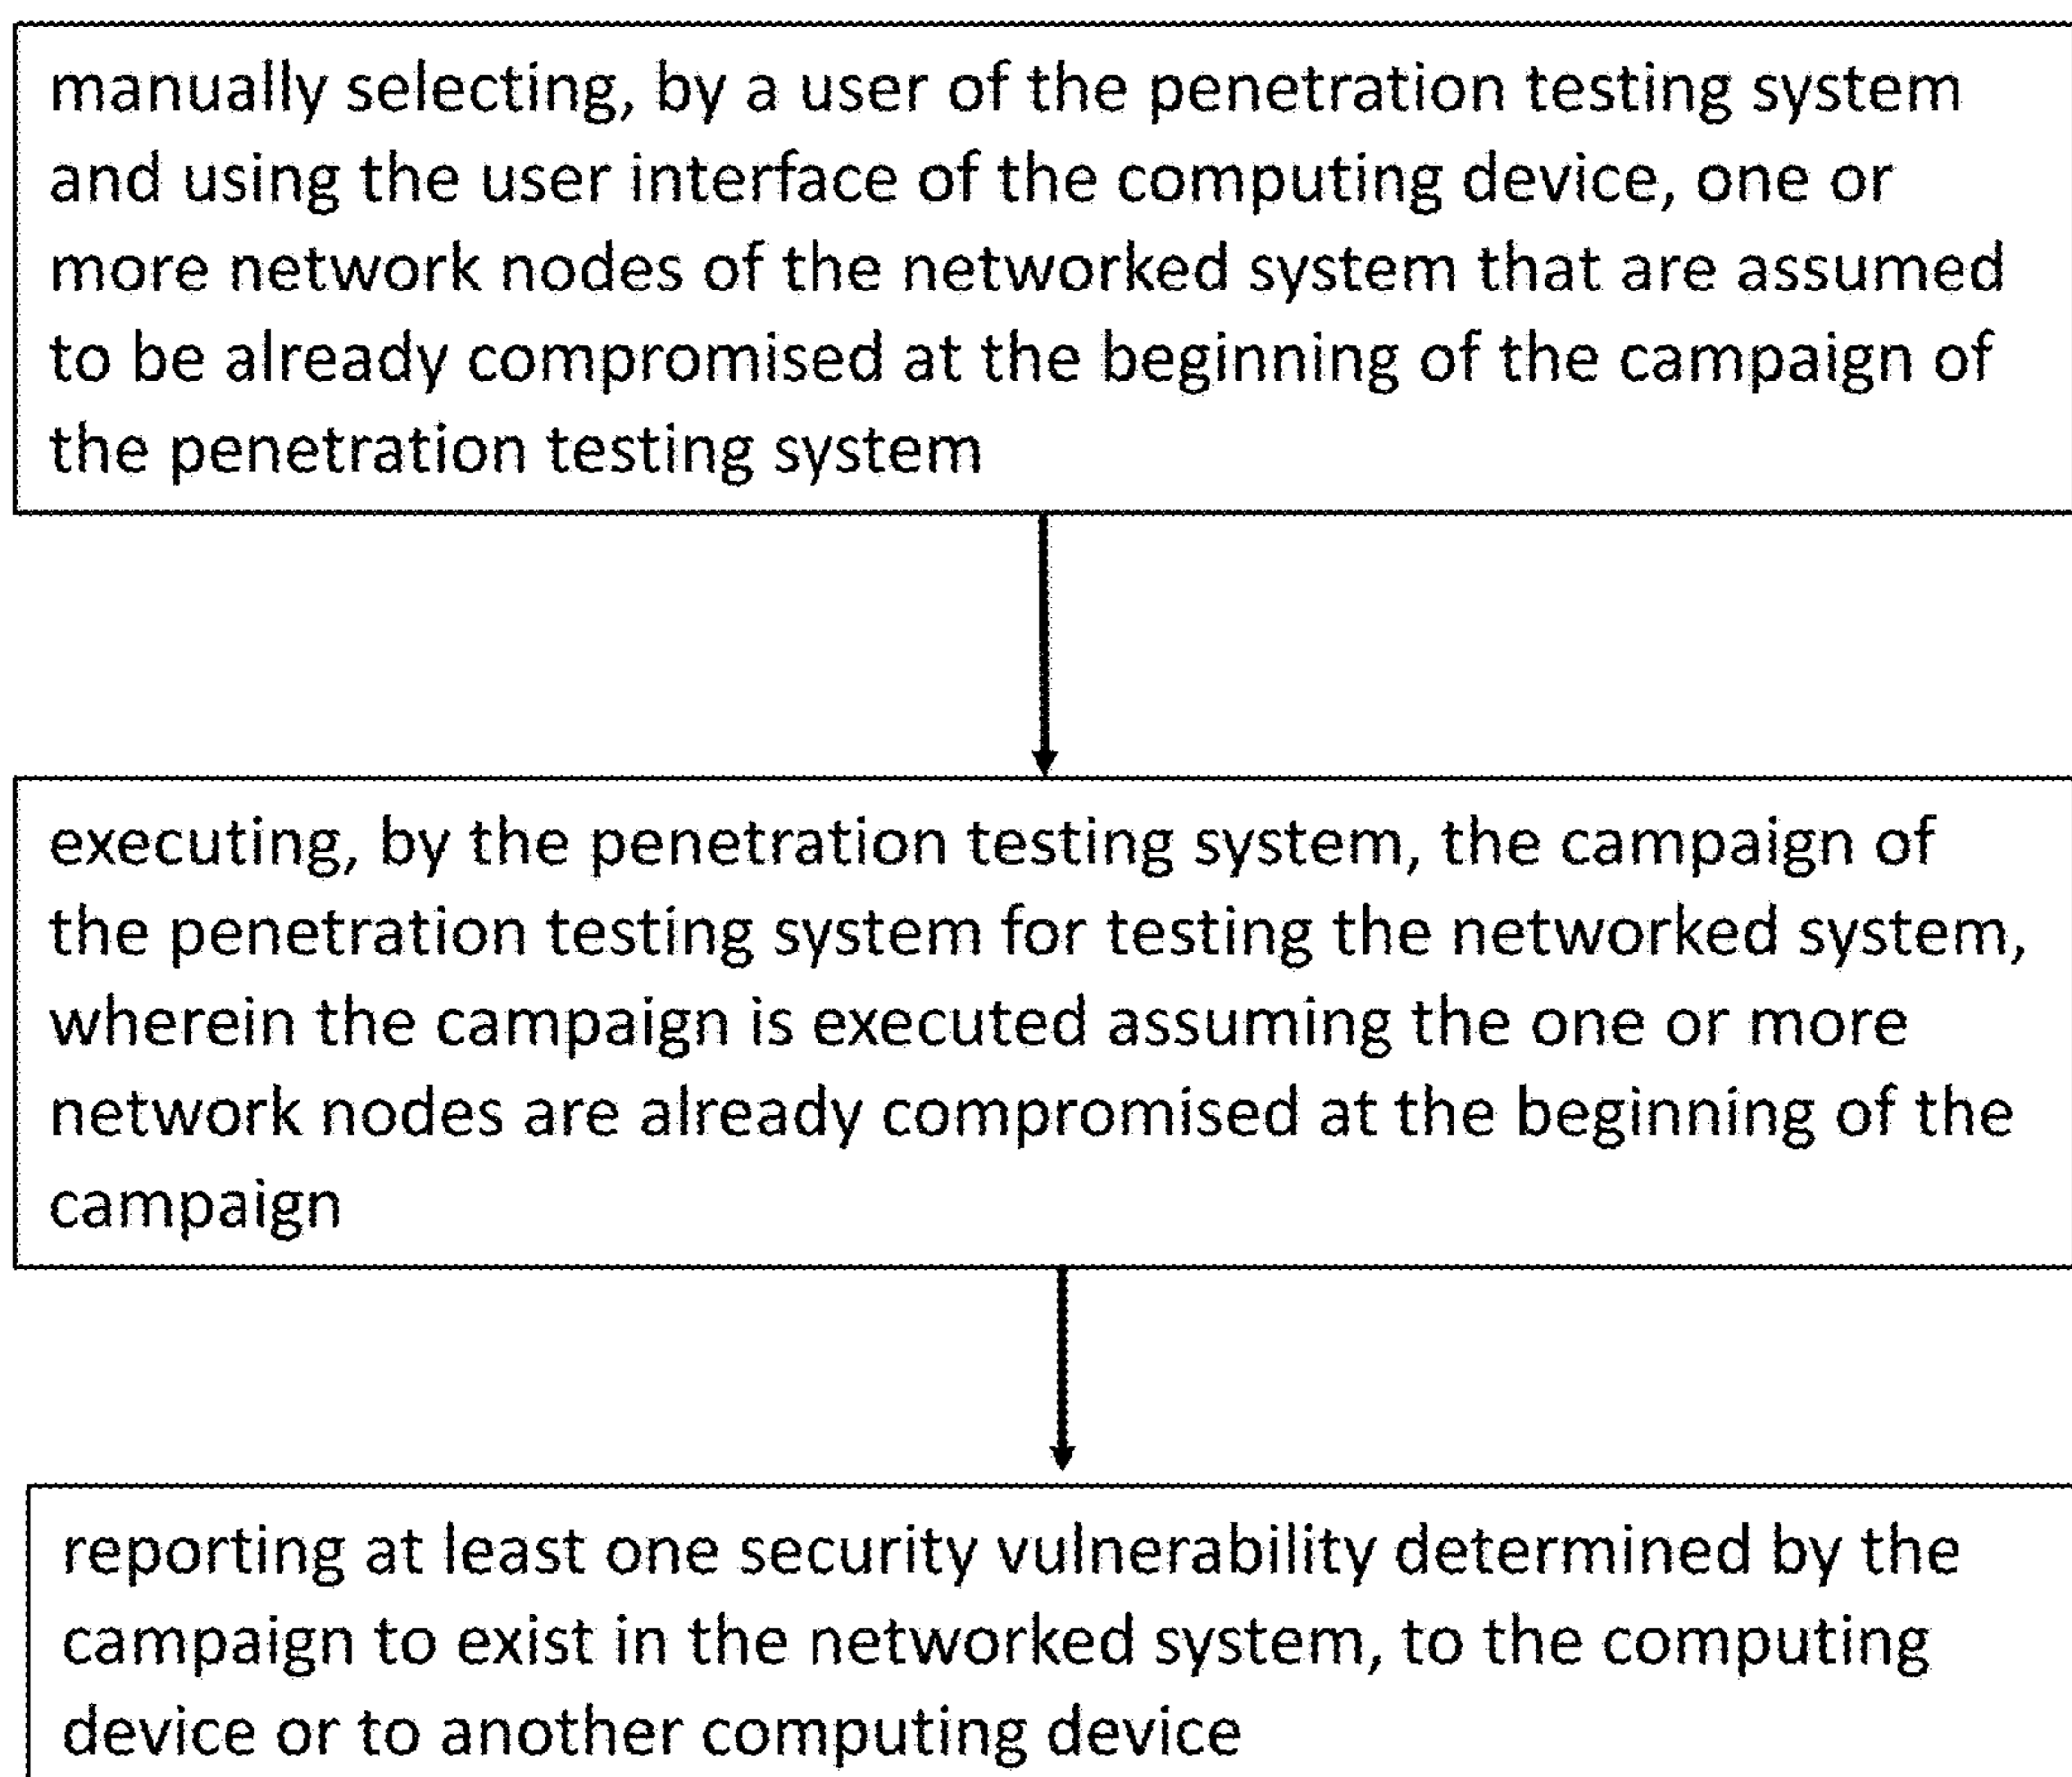 manually selecting, by a user of the penetration testing system
and using the user interface of the computing device, one or
more network nodes of the networked system that are assumed
to be already compromised at the beginning of the campaign of
the penetration testing system
executing, by the penetration testing system, the campaign of
the penetration testing system for testing the networked system,
wherein the campaign is executed assuming the one or more
network nodes are already compromised at the beginning of the
campaign
reporting at least one security vulnerability determined by the
campaign to exist in the networked system, to the computing
device or to another computing device